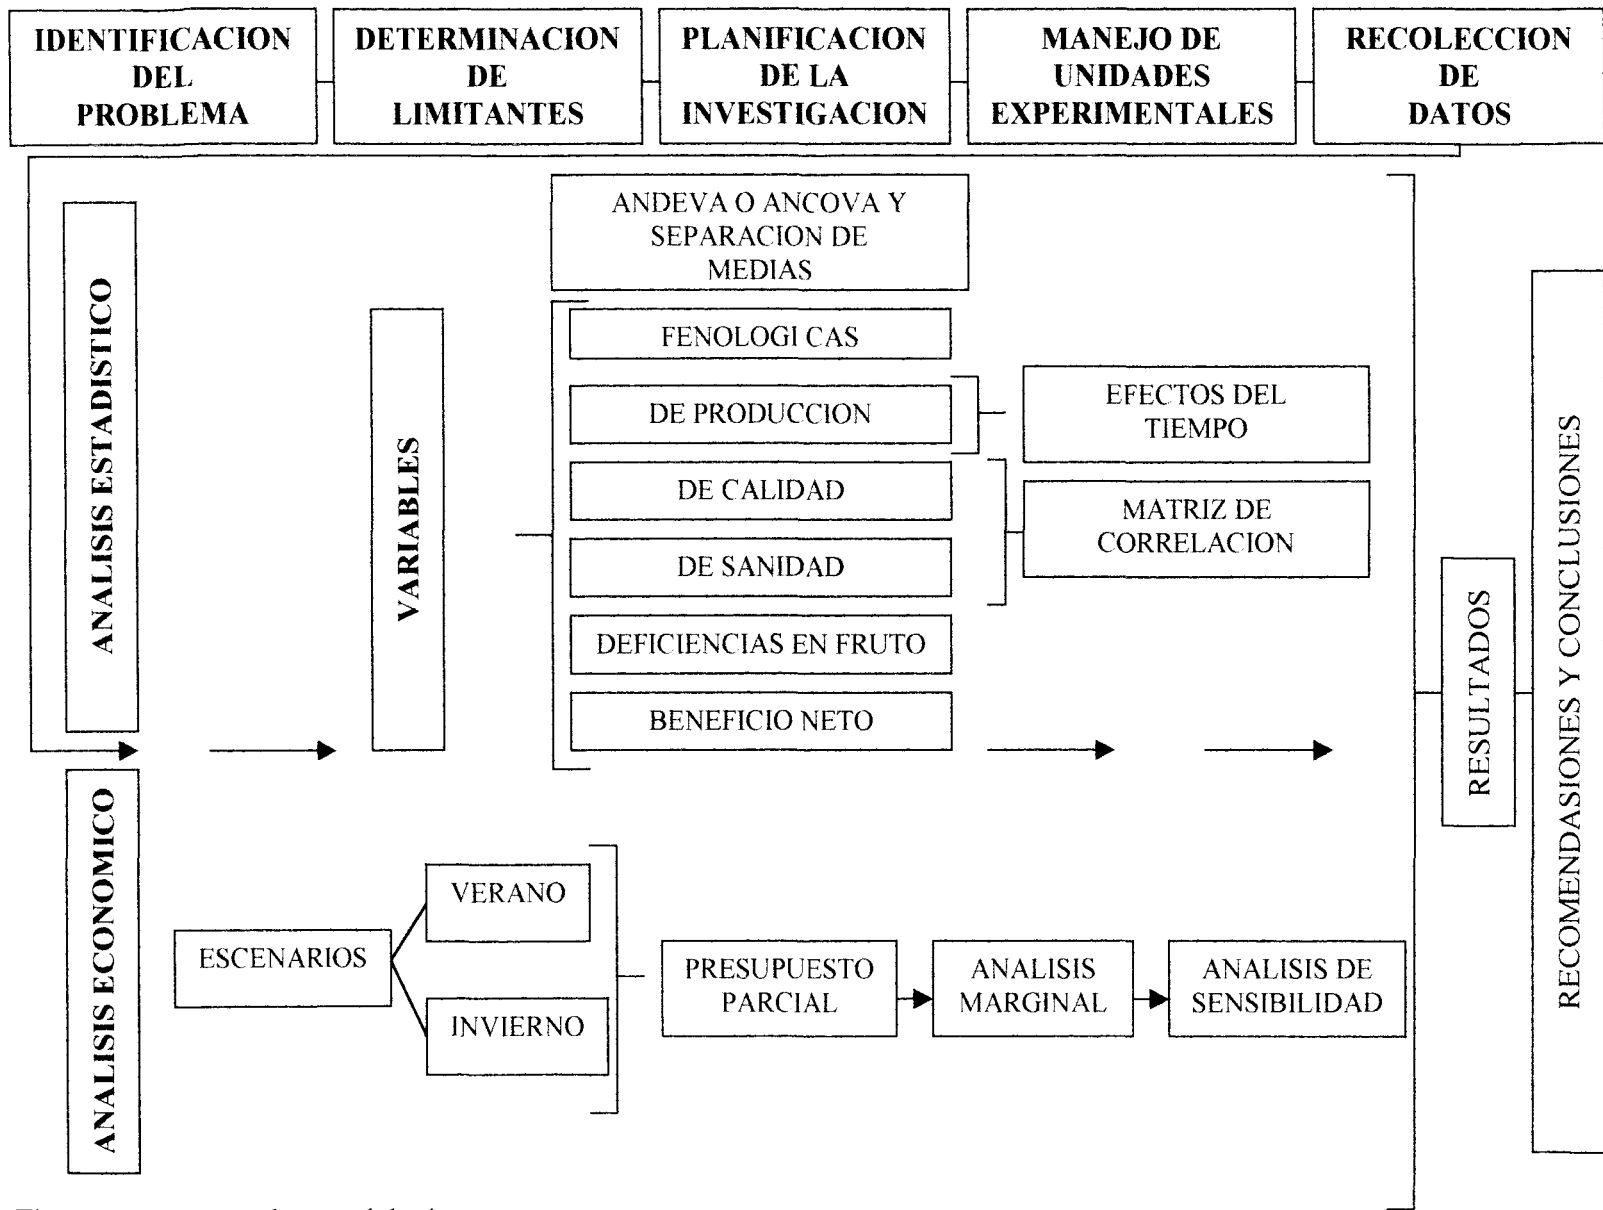 IDENTIFICACION
DEL
PROBLEMA
DETERMINACION
DE
LIMITANTES
PLANIFICACION
DE LA
INVESTIGACION
MANEJO DE
UNIDADES
EXPERIMENTALES
RECOLECCION
DE
DATOS
ANALISIS ESTADISTICO
VARIABLES
ANDEVA O ANCOVA Y
SEPARACION DE
MEDIAS
FENOLOGI CAS
DE PRODUCCION
DE CALIDAD
DE SANIDAD
DEFICIENCIAS EN FRUTO
BENEFICIO NETO
EFECTOS DEL
TIEMPO
MATRIZ DE
CORRELACION
ANALISIS ECONOMICO
ESCENARIOS
VERANO
INVIERNO
PRESUPUESTO
PARCIAL
ANALISIS
MARGINAL
ANALISIS DE
SENSIBILIDAD
RESULTADOS
RECOMENDASIONES Y CONCLUSIONES